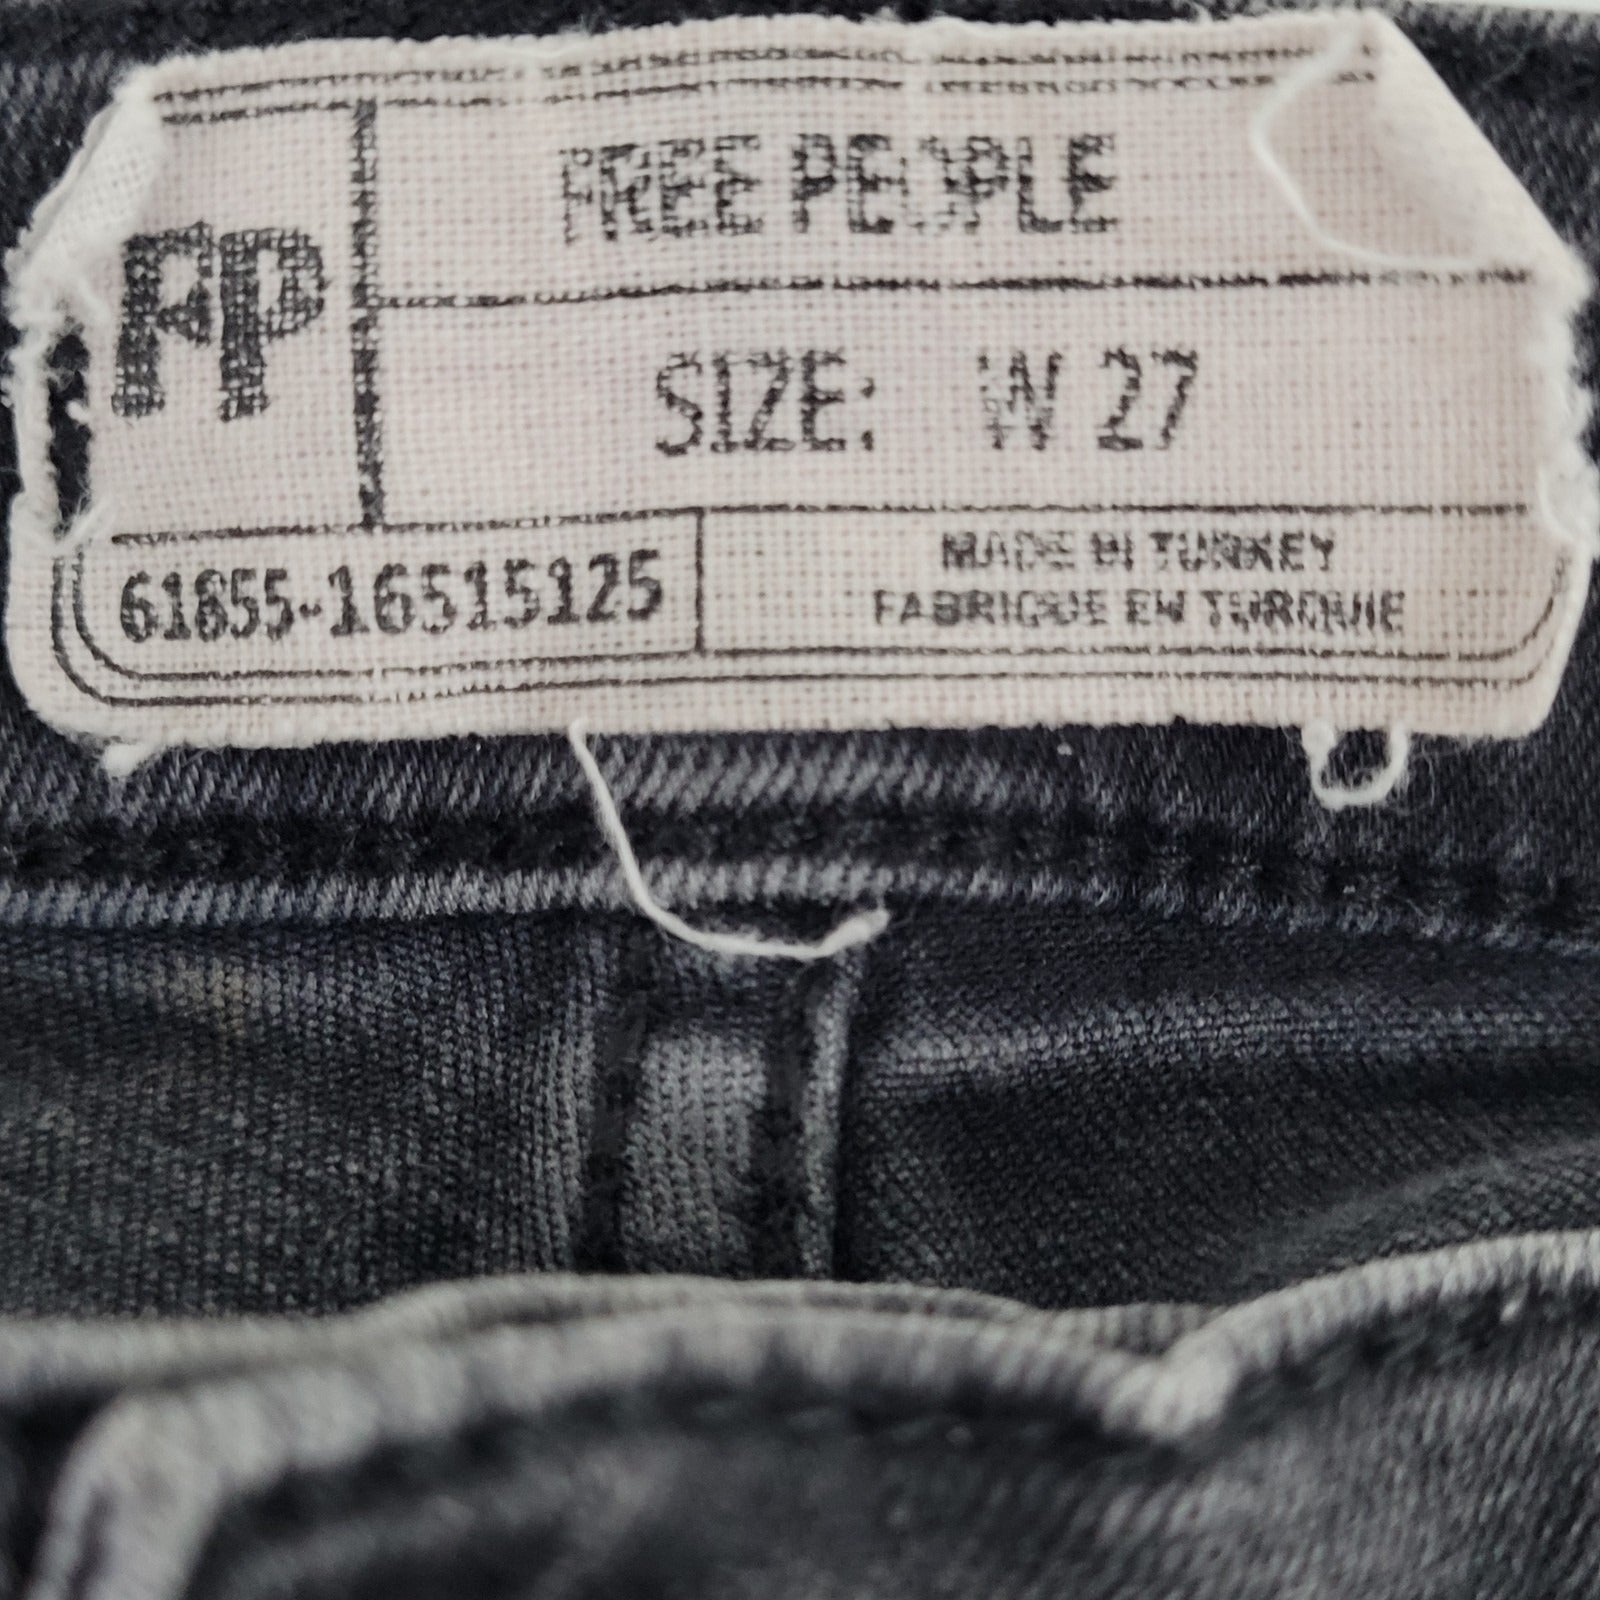 FREE PEOPLE
FP
SIZE: W 27
61855-16515125
MADE IN TURKEY
FABRIQUE EN TURQUIE